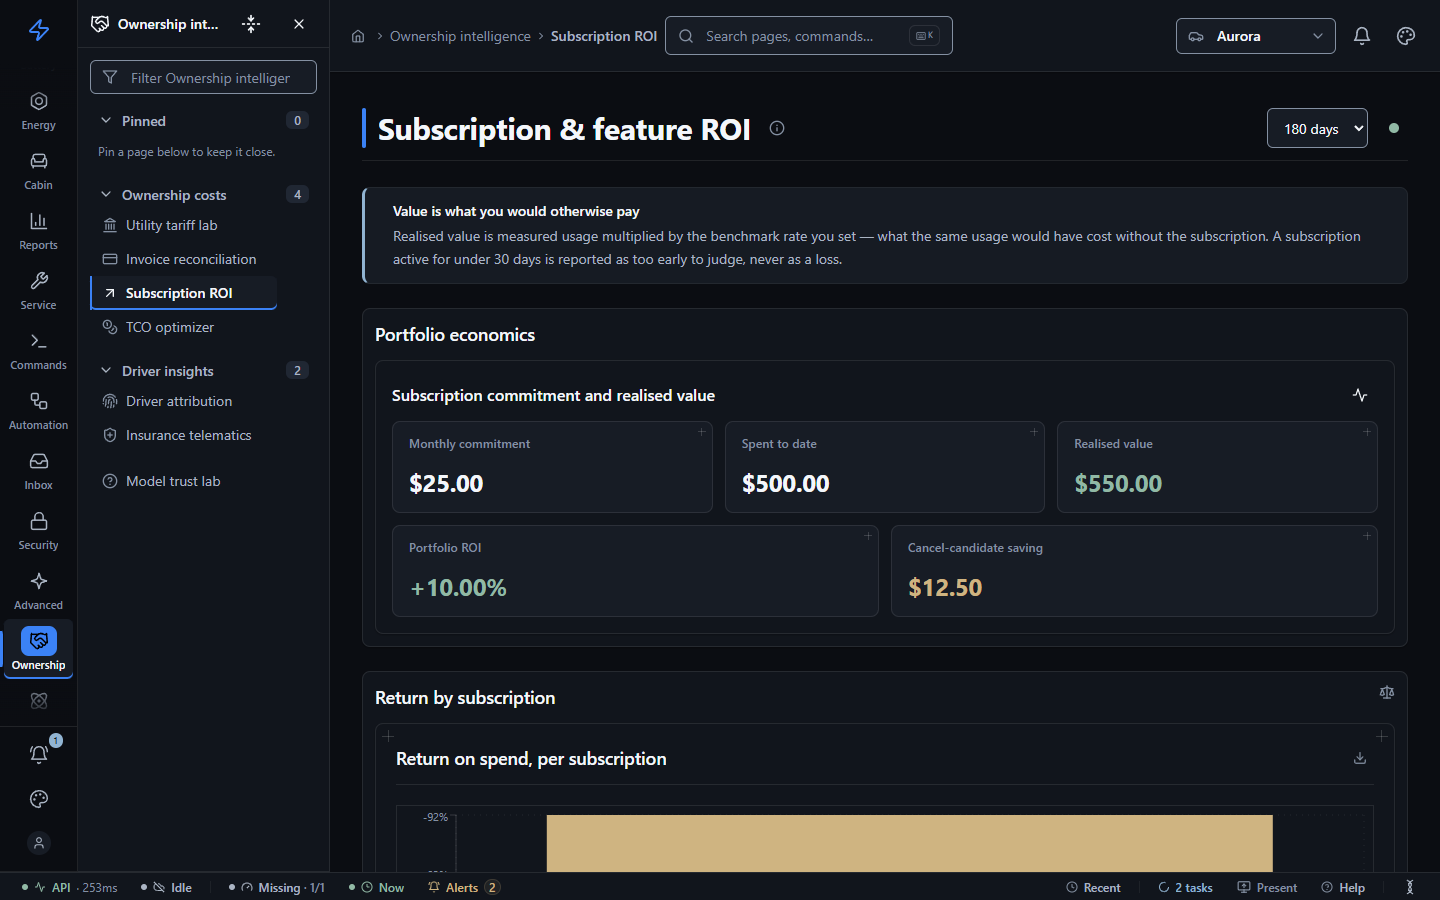 Ownership int...
Ownership intelligence
Subscription ROI
Search pages, commands...
K
Aurora
Filter Ownership intelliger
Energy
Cabin
Reports
Service
Commands
Automation
Inbox
Security
Advanced
Ownership
1
Pinned
0
Pin a page below to keep it close.
Ownership costs
4
Utility tariff lab
Invoice reconciliation
Subscription ROI
TCO optimizer
Driver insights
2
Driver attribution
Insurance telematics
Model trust lab
Subscription & feature ROI
180 days
Value is what you would otherwise pay
Realised value is measured usage multiplied by the benchmark rate you set — what the same usage would have cost without the subscription. A subscription
active for under 30 days is reported as too early to judge, never as a loss.
Portfolio economics
Subscription commitment and realised value
Monthly commitment
$25.00
Spent to date
$500.00
Realised value
$550.00
Portfolio ROI
+10.00%
Cancel-candidate saving
$12.50
Return by subscription
Return on spend, per subscription
-92%
API · 253ms
Idle
Missing · 1/1
Now
Alerts 2
Recent
2 tasks
Present
Help